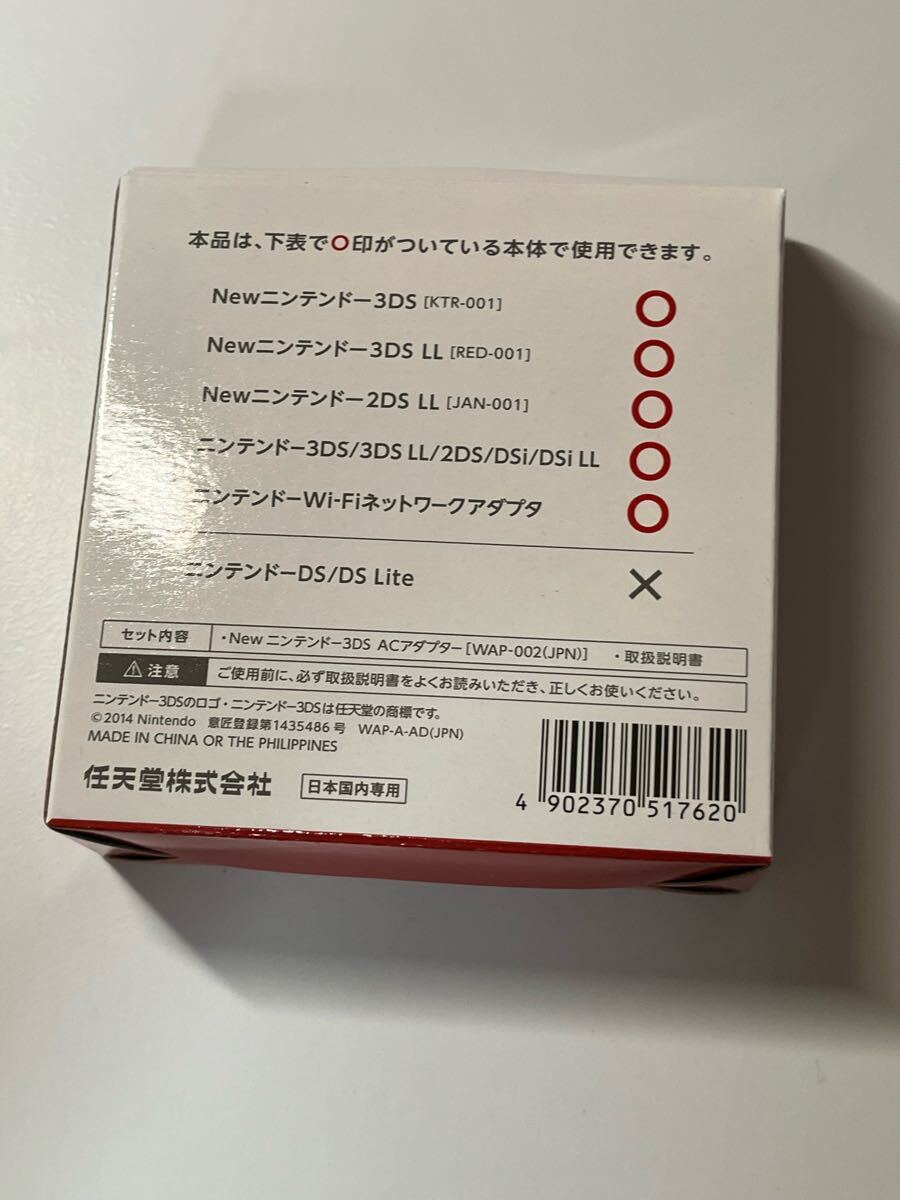 本品は、下表で○印がついている本体で使用できます。
Newニンテンドー3DS [KTR-001] ○
Newニンテンドー3DS LL [RED-001] ○
Newニンテンドー2DS LL [JAN-001] ○
ニンテンドー3DS/3DS LL/2DS/DSi/DSi LL ○
ニンテンドーWi-Fiネットワークアダプタ ○
ニンテンドーDS/DS Lite ×
セット内容 ・New ニンテンドー3DS ACアダプター[WAP-002(JPN)] ・取扱説明書
⚠ 注意 ご使用前に、必ず取扱説明書をよくお読みいただき、正しくお使いください。
ニンテンドー3DSのロゴ・ニンテンドー3DSは任天堂の商標です。
© 2014 Nintendo 意匠登録第1435486号 WAP-A-AD(JPN)
MADE IN CHINA OR THE PHILIPPINES
任天堂株式会社 日本国内専用
4 902370 517620